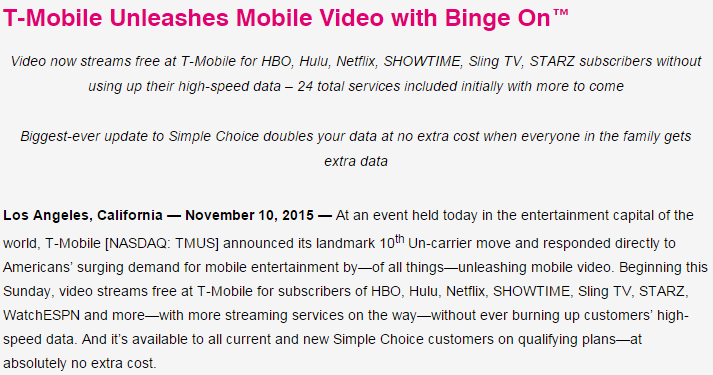 T-Mobile Unleashes Mobile Video with Binge On™
Video now streams free at T-Mobile for HBO, Hulu, Netflix, SHOWTIME, Sling TV, STARZ subscribers without
using up their high-speed data – 24 total services included initially with more to come
Biggest-ever update to Simple Choice doubles your data at no extra cost when everyone in the family gets
extra data
Los Angeles, California — November 10, 2015 — At an event held today in the entertainment capital of the
world, T-Mobile [NASDAQ: TMUS] announced its landmark 10th Un-carrier move and responded directly to
Americans' surging demand for mobile entertainment by—of all things—unleashing mobile video. Beginning this
Sunday, video streams free at T-Mobile for subscribers of HBO, Hulu, Netflix, SHOWTIME, Sling TV, STARZ,
WatchESPN and more—with more streaming services on the way—without ever burning up customers' high-
speed data. And it's available to all current and new Simple Choice customers on qualifying plans—at
absolutely no extra cost.